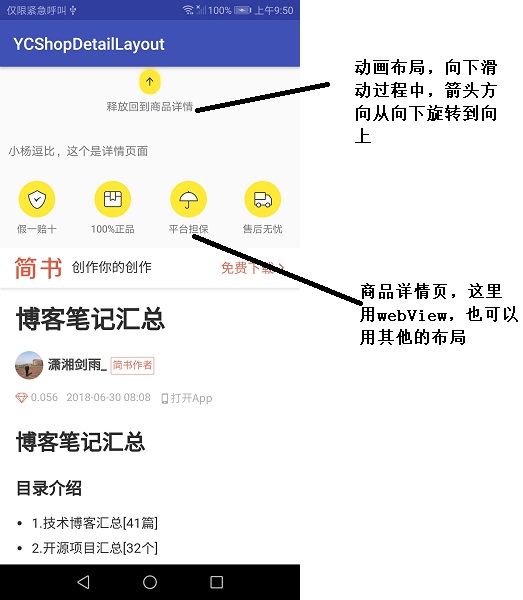 仅限紧急呼叫 100% 上午9:50
YCShopDetailLayout
释放回到商品详情
小杨逗比，这个是详情页面
假一赔十 100%正品 平台担保 售后无忧
简书 创作你的创作 免费下载 >
博客笔记汇总
潇湘剑雨_ 简书作者
0.056 2018-06-30 08:08 打开App
博客笔记汇总
目录介绍
• 1.技术博客汇总[41篇]
• 2.开源项目汇总[32个]
动画布局，向下滑
动过程中，箭头方
向从向下旋转到向
上
商品详情页，这里
用webView，也可以
用其他的布局